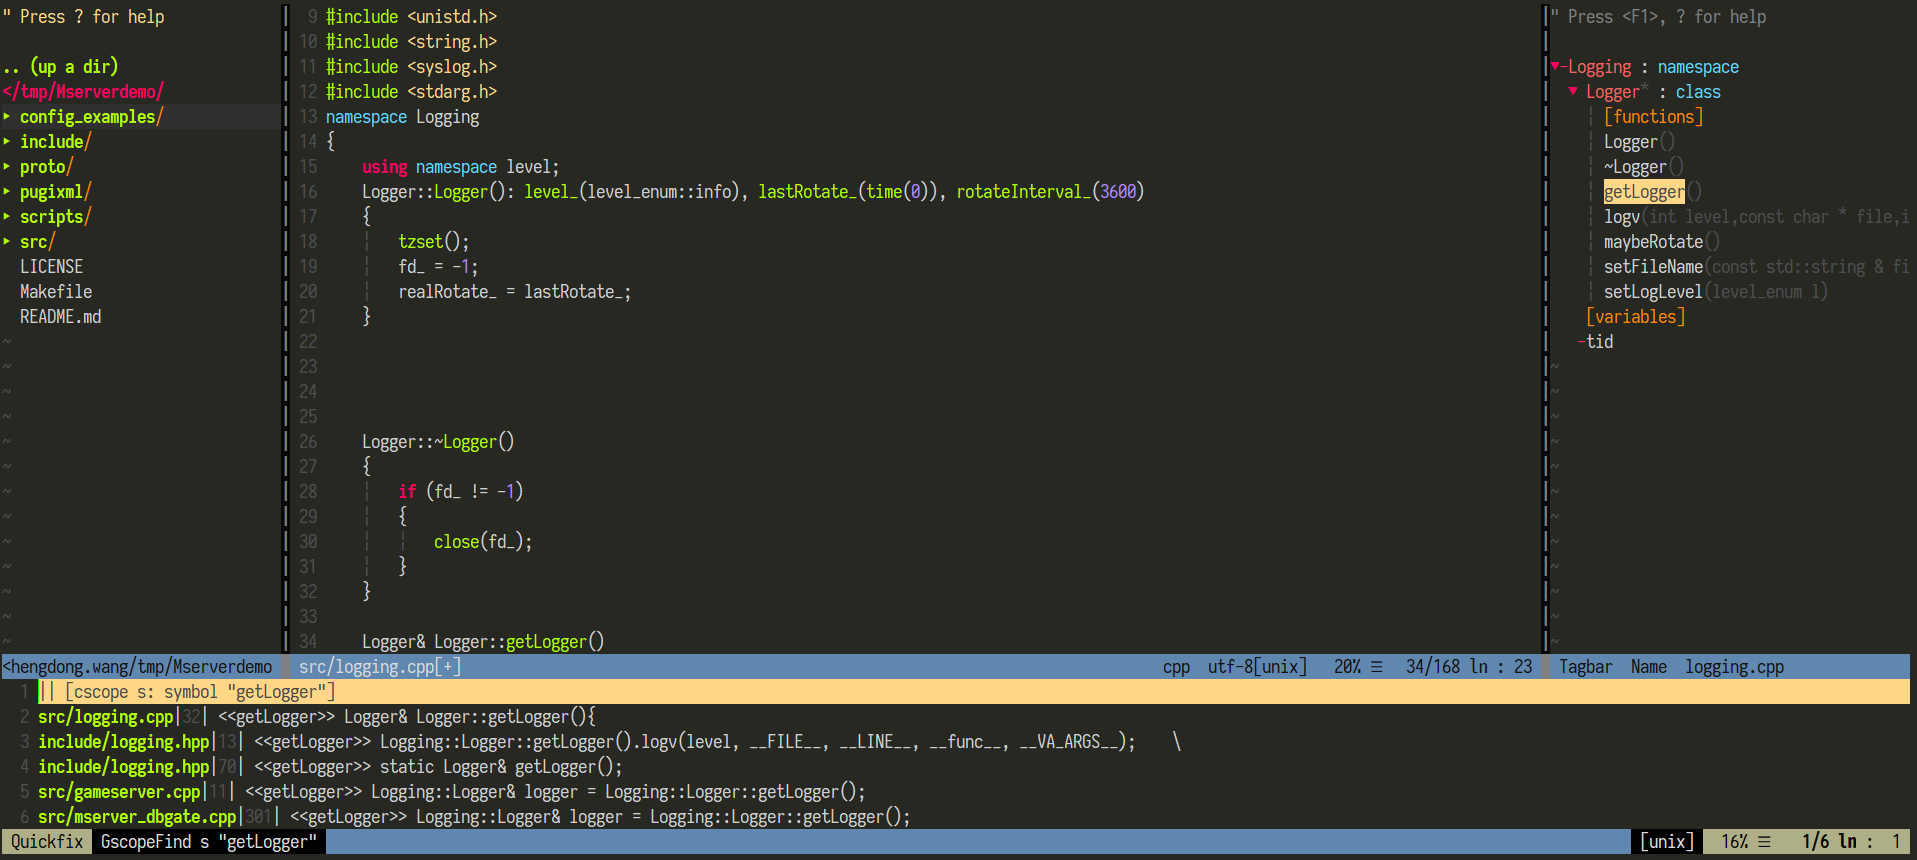 " Press ? for help
.. (up a dir)
</tmp/Mserverdemo/
▸ config_examples/
▸ include/
▸ proto/
▸ pugixml/
▸ scripts/
▸ src/
LICENSE
Makefile
README.md
~
~
~
~
~
~
~
~
~
~
~
~
~
<hengdong.wang/tmp/Mserverdemo
9 #include <unistd.h>
10 #include <string.h>
11 #include <syslog.h>
12 #include <stdarg.h>
13 namespace Logging
14 {
15     using namespace level;
16     Logger::Logger(): level_(level_enum::info), lastRotate_(time(0)), rotateInterval_(3600)
17     {
18     ¦   tzset();
19     ¦   fd_ = -1;
20     ¦   realRotate_ = lastRotate_;
21     }
22
23
24
25
26     Logger::~Logger()
27     {
28     ¦   if (fd_ != -1)
29     ¦   {
30     ¦   ¦   close(fd_);
31     ¦   }
32     }
33
34     Logger& Logger::getLogger()
src/logging.cpp[+] cpp utf-8[unix] 20% ☰ 34/168 ln : 23
" Press <F1>, ? for help
▼-Logging : namespace
▼ Logger* : class
¦ [functions]
¦ Logger()
¦ ~Logger()
¦ getLogger()
¦ logv(int level,const char * file,i
¦ maybeRotate()
¦ setFileName(const std::string & fi
¦ setLogLevel(level_enum l)
[variables]
-tid
~
~
~
~
~
~
~
~
~
~
~
~
Tagbar Name logging.cpp
1 || [cscope s: symbol "getLogger"]
2 src/logging.cpp|32| <<getLogger>> Logger& Logger::getLogger(){
3 include/logging.hpp|13| <<getLogger>> Logging::Logger::getLogger().logv(level, __FILE__, __LINE__, __func__, __VA_ARGS__);    \
4 include/logging.hpp|70| <<getLogger>> static Logger& getLogger();
5 src/gameserver.cpp|11| <<getLogger>> Logging::Logger& logger = Logging::Logger::getLogger();
6 src/mserver_dbgate.cpp|301| <<getLogger>> Logging::Logger& logger = Logging::Logger::getLogger();
Quickfix GscopeFind s "getLogger" [unix] 16% ☰ 1/6 ln : 1